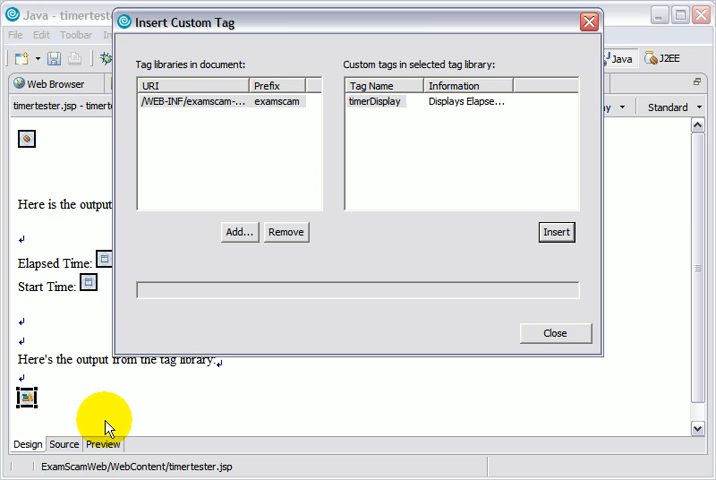 Java - timertes
Insert Custom Tag
File Edit Toolbar
Java
J2EE
Web Browser
timertester.jsp - timert
Standard
Tag libraries in document:
Custom tags in selected tag library:
URI Prefix
Tag Name Information
/WEB-INF/examscam-... examscam
timerDisplay Displays Elapse...
Here is the output
Add... Remove
Insert
Elapsed Time:
Start Time:
Close
Here's the output from the tag library:
Design Source Preview
ExamScamWeb/WebContent/timertester.jsp